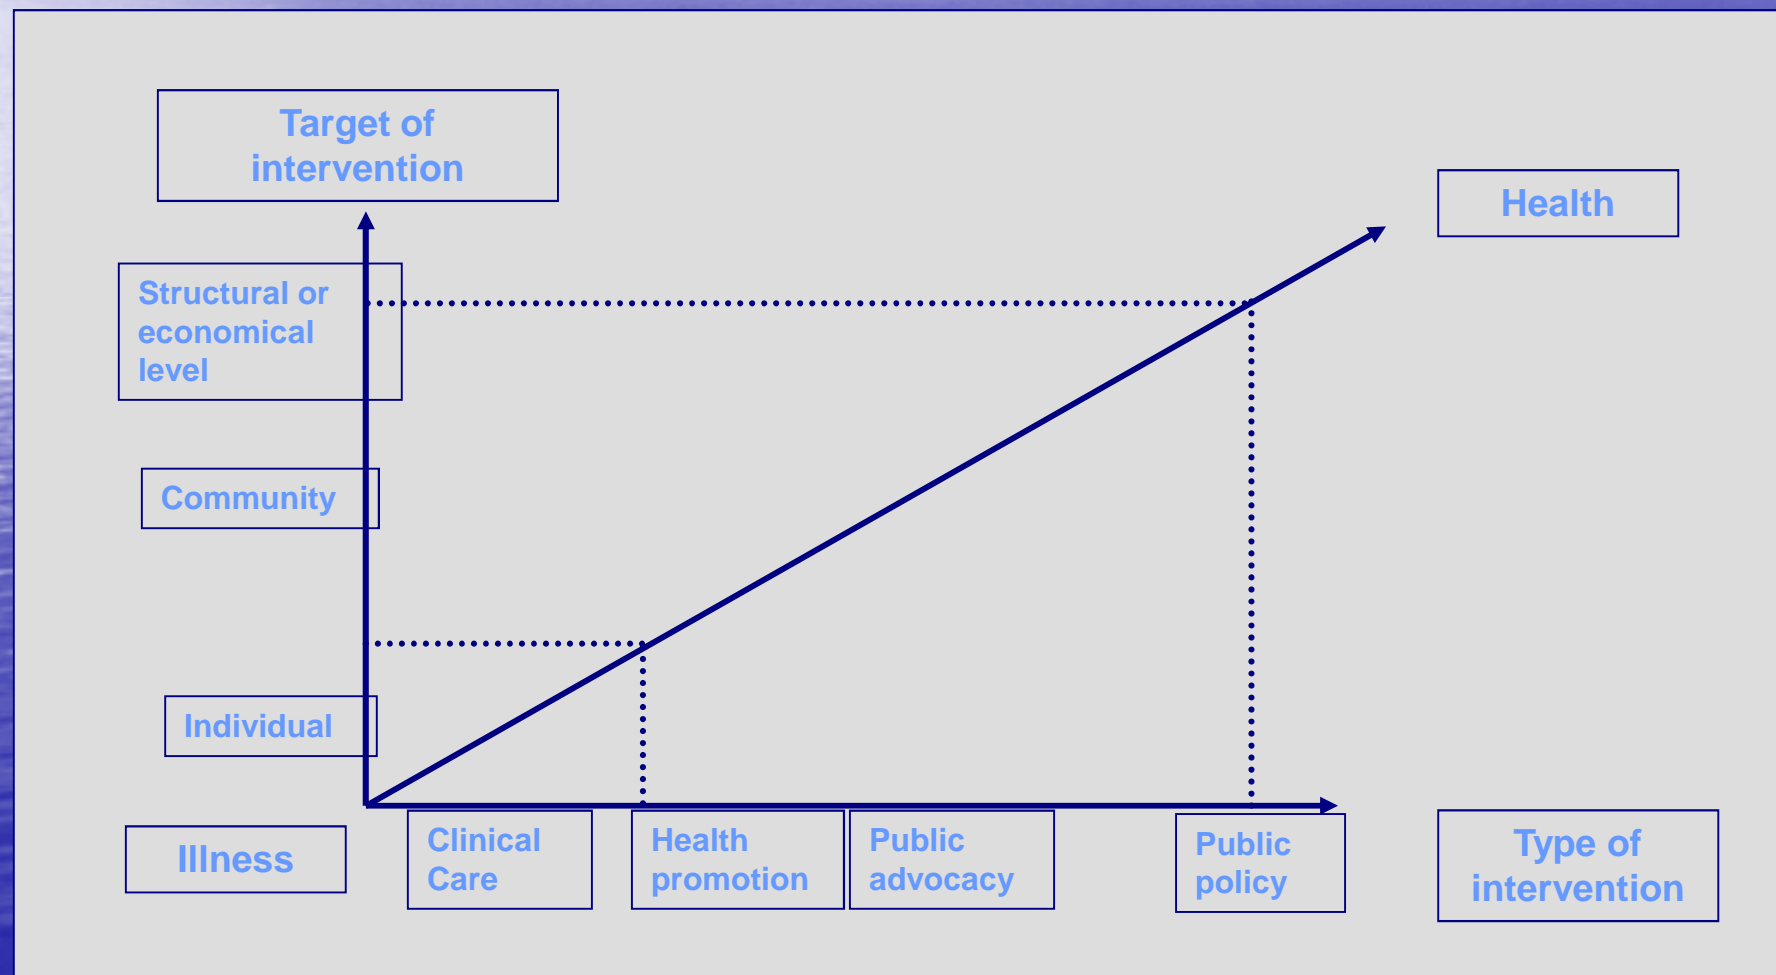 Target of
intervention
Health
Structural or
economical
level
Community
Individual
Illness
Clinical
Care
Health
promotion
Public
advocacy
Public
policy
Type of
intervention